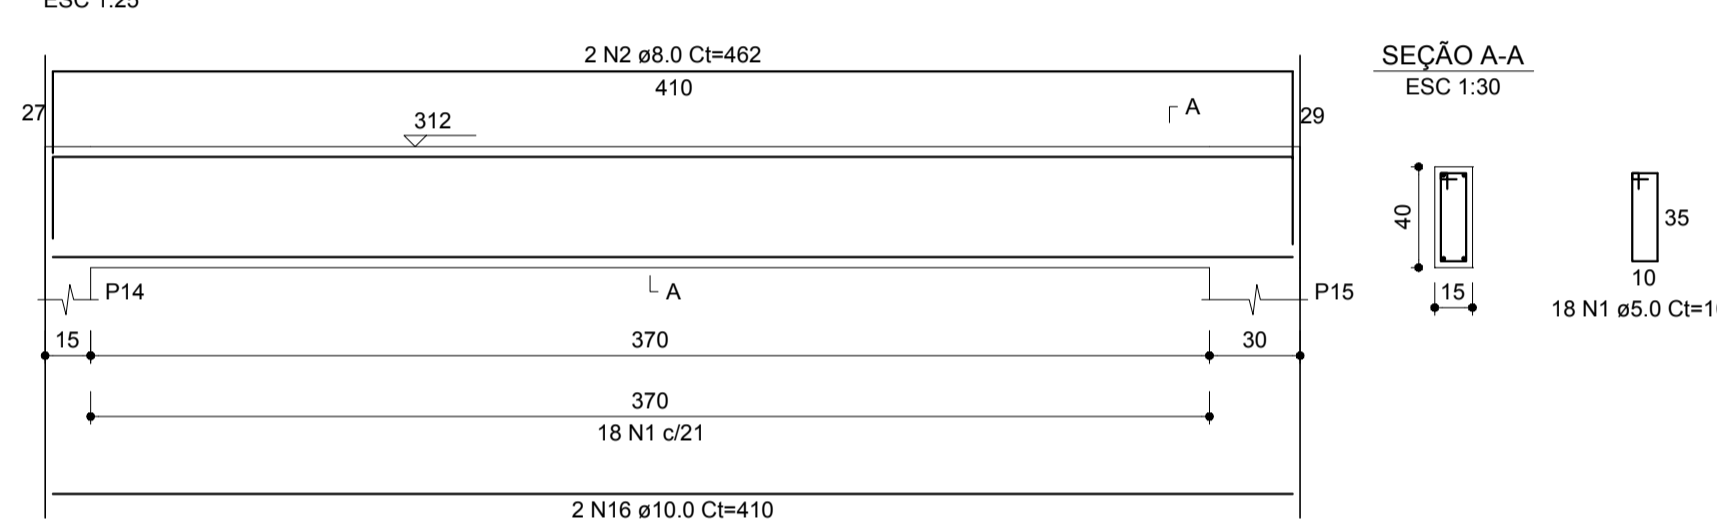 2 N2 ø8.0 Ct=462
410
27
29
312
A
SEÇÃO A-A
ESC 1:30
40
15
35
10
18 N1 ø5.0
P14
A
P15
15
370
30
370
18 N1 c/21
2 N16 ø10.0 Ct=410